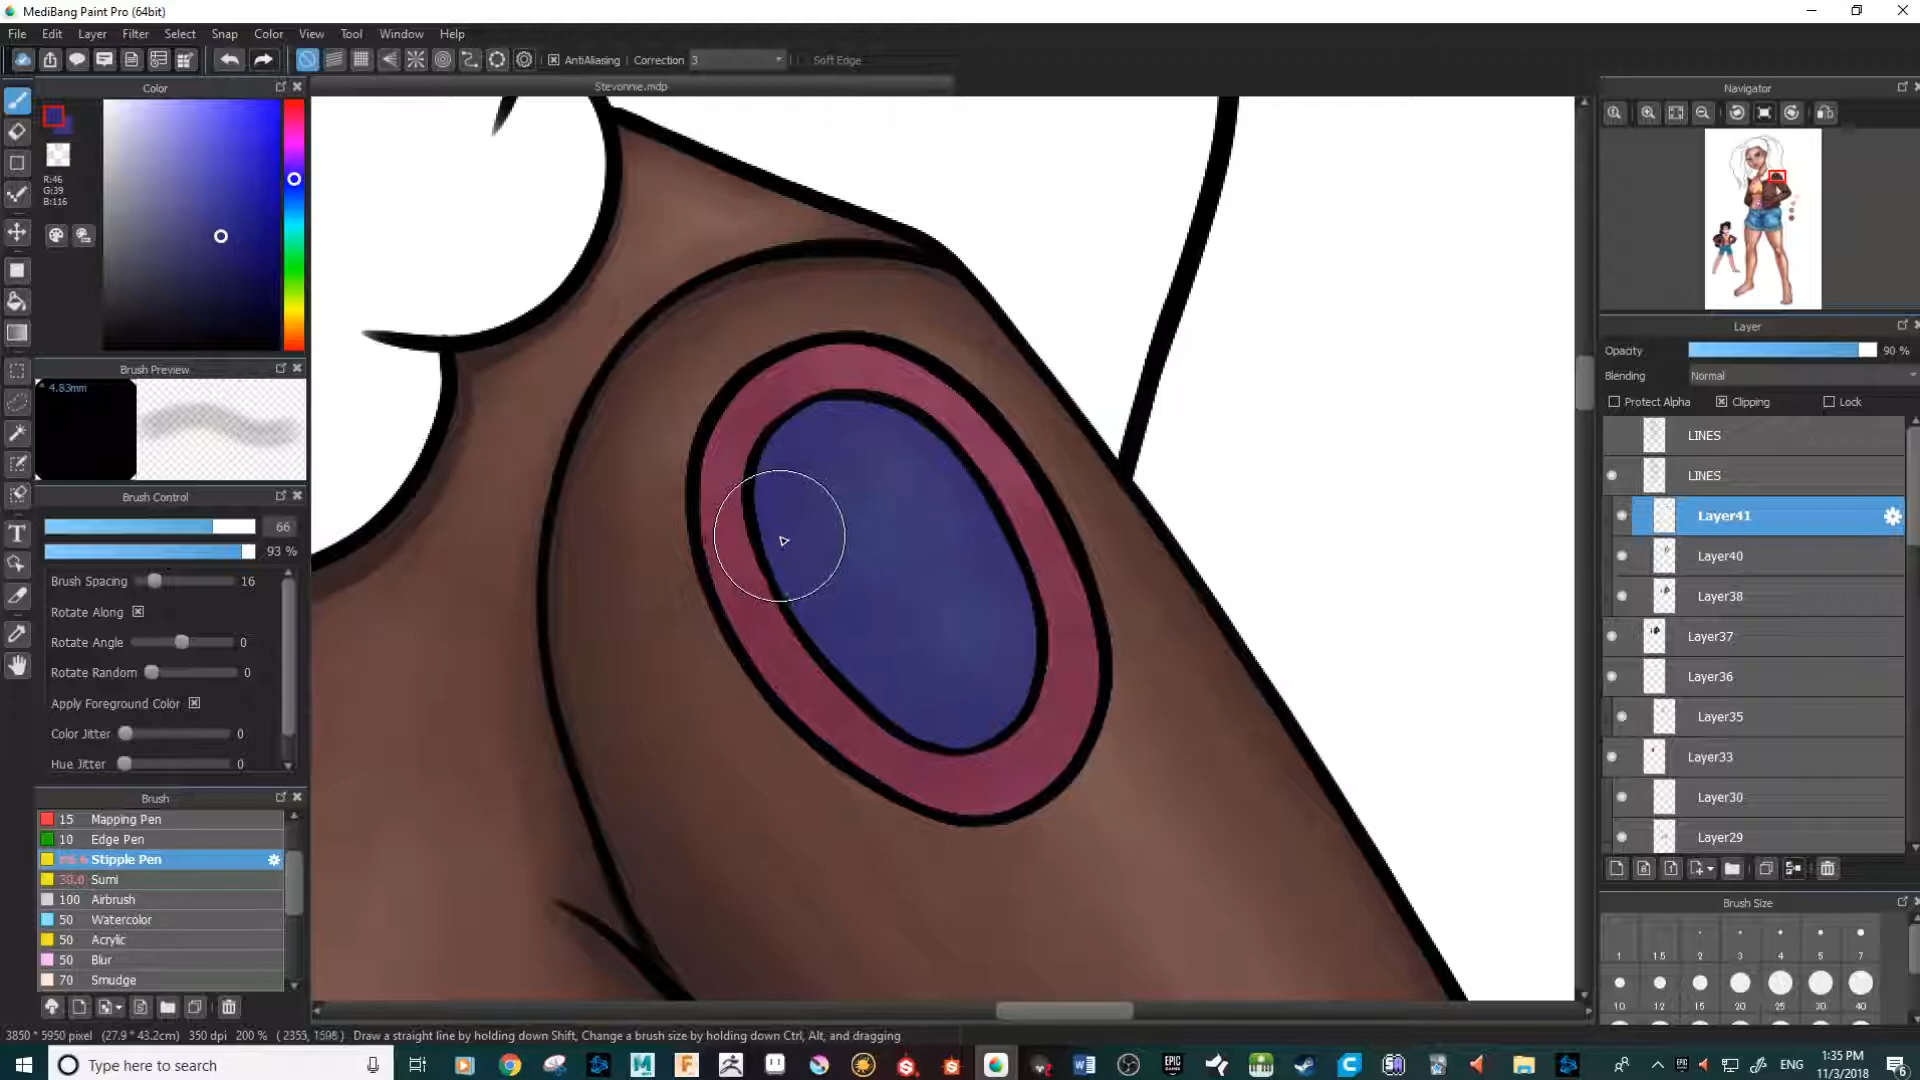 MediBang Paint Pro (64bit)
File Edit Layer Filter Select Snap Color View Tool Window Help
AntiAliasing Correction 3 Soft Edge
Color
Stevonnie.mdp
Navigator
R:46
G:39
B:116
Layer
Opacity 90 %
Blending Normal
Protect Alpha Clipping Lock
LINES
LINES
Layer41
Layer40
Layer38
Layer37
Layer36
Layer35
Layer33
Layer30
Layer29
Brush Preview
* 4.83mm
Brush Control
66
93 %
Brush Spacing 16
Rotate Along
Rotate Angle 0
Rotate Random 0
Apply Foreground Color
Color Jitter 0
Hue Jitter 0
Brush
15 Mapping Pen
10 Edge Pen
Stipple Pen
30.0 Sumi
100 Airbrush
50 Watercolor
50 Acrylic
50 Blur
70 Smudge
Brush Size
1 1.5 2 3 4 5 7
10 12 15 20 25 30 40
3850 * 5950 pixel (27.9 * 43.2cm) 350 dpi 200 % Draw a straight line by holding down Shift, Change a brush size by holding down Ctrl, Alt, and dragging
Type here to search
ENG
1:35 PM
11/3/2018
6